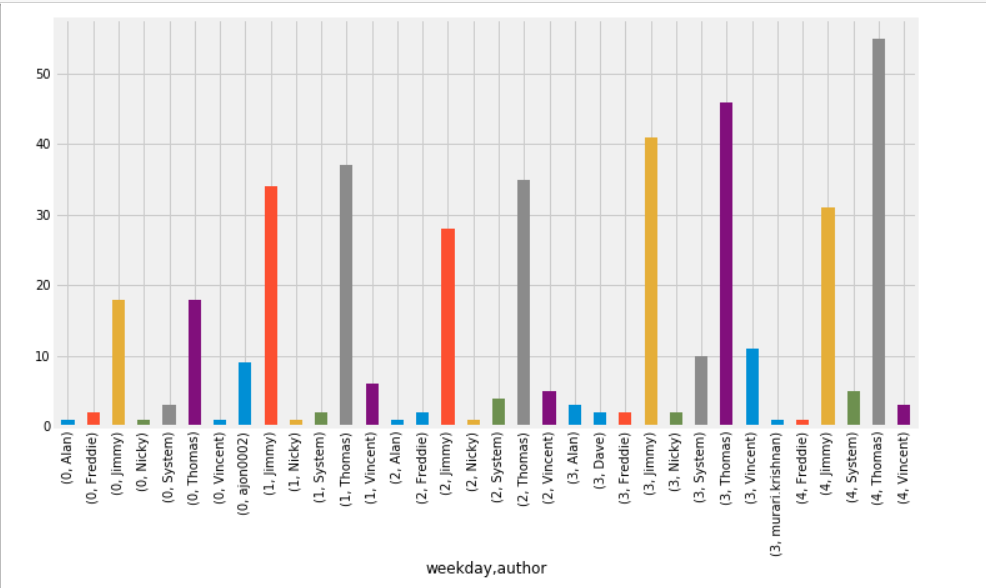 50
40
30
20
10
0
(0, Alan)
(0, Freddie)
(0, Jimmy)
(0, Nicky)
(0, System)
(0, Thomas)
(0, Vincent)
(0, ajon0002)
(1, Jimmy)
(1, Nicky)
(1, System)
(1, Thomas)
(1, Vincent)
(2, Alan)
(2, Freddie)
(2, Jimmy)
(2, Nicky)
(2, System)
(2, Thomas)
(2, Vincent)
(3, Alan)
(3, Dave)
(3, Freddie)
(3, Jimmy)
(3, Nicky)
(3, System)
(3, Thomas)
(3, Vincent)
(3, murari.krishnan)
(4, Freddie)
(4, Jimmy)
(4, System)
(4, Thomas)
(4, Vincent)
weekday,author